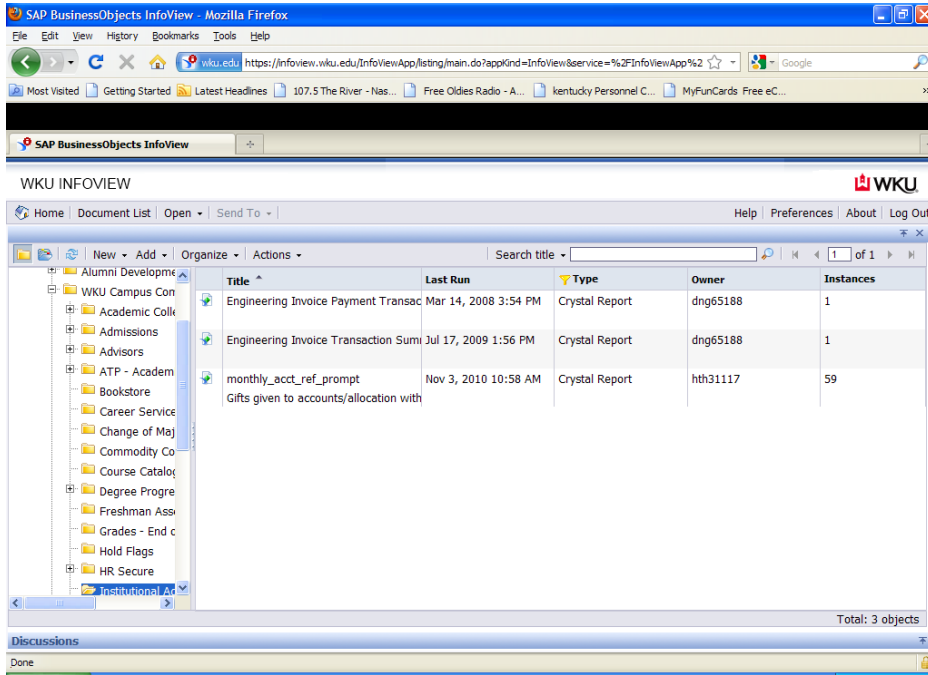 SAP BusinessObjects InfoView - Mozilla Firefox
File Edit View History Bookmarks Tools Help
wku.edu https://infoview.wku.edu/InfoViewApp/listing/main.do?appKind=InfoView&service=%2FInfoViewApp%2 Google
Most Visited Getting Started Latest Headlines 107.5 The River - Nas... Free Oldies Radio - A... kentucky Personnel C... MyFunCards Free eC... »
SAP BusinessObjects InfoView
WKU INFOVIEW WKU
Home Document List Open Send To Help Preferences About Log Out
New Add Organize Actions Search title 1 of 1
Title Last Run Type Owner Instances
Alumni Developme
WKU Campus Com
Academic Colle
Admissions
Advisors
ATP - Academ
Bookstore
Career Service
Change of Maj
Commodity Co
Course Catalog
Degree Progre
Freshman Asse
Grades - End o
Hold Flags
HR Secure
Institutional Ad
Engineering Invoice Payment Transac Mar 14, 2008 3:54 PM Crystal Report dng65188 1
Engineering Invoice Transaction Summ Jul 17, 2009 1:56 PM Crystal Report dng65188 1
monthly_acct_ref_prompt Nov 3, 2010 10:58 AM Crystal Report hth31117 59
Gifts given to accounts/allocation with
Total: 3 objects
Discussions
Done